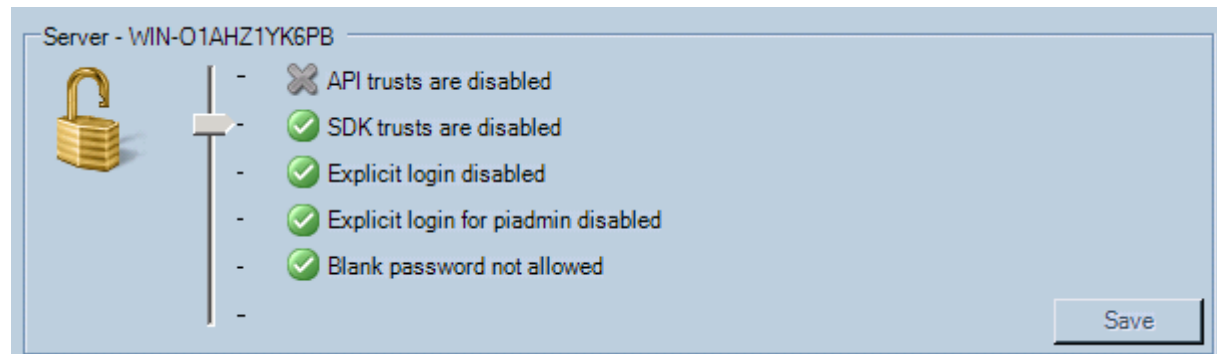 Server - WIN-O1AHZ1YK6PB
API trusts are disabled
SDK trusts are disabled
Explicit login disabled
Explicit login for piadmin disabled
Blank password not allowed
Save